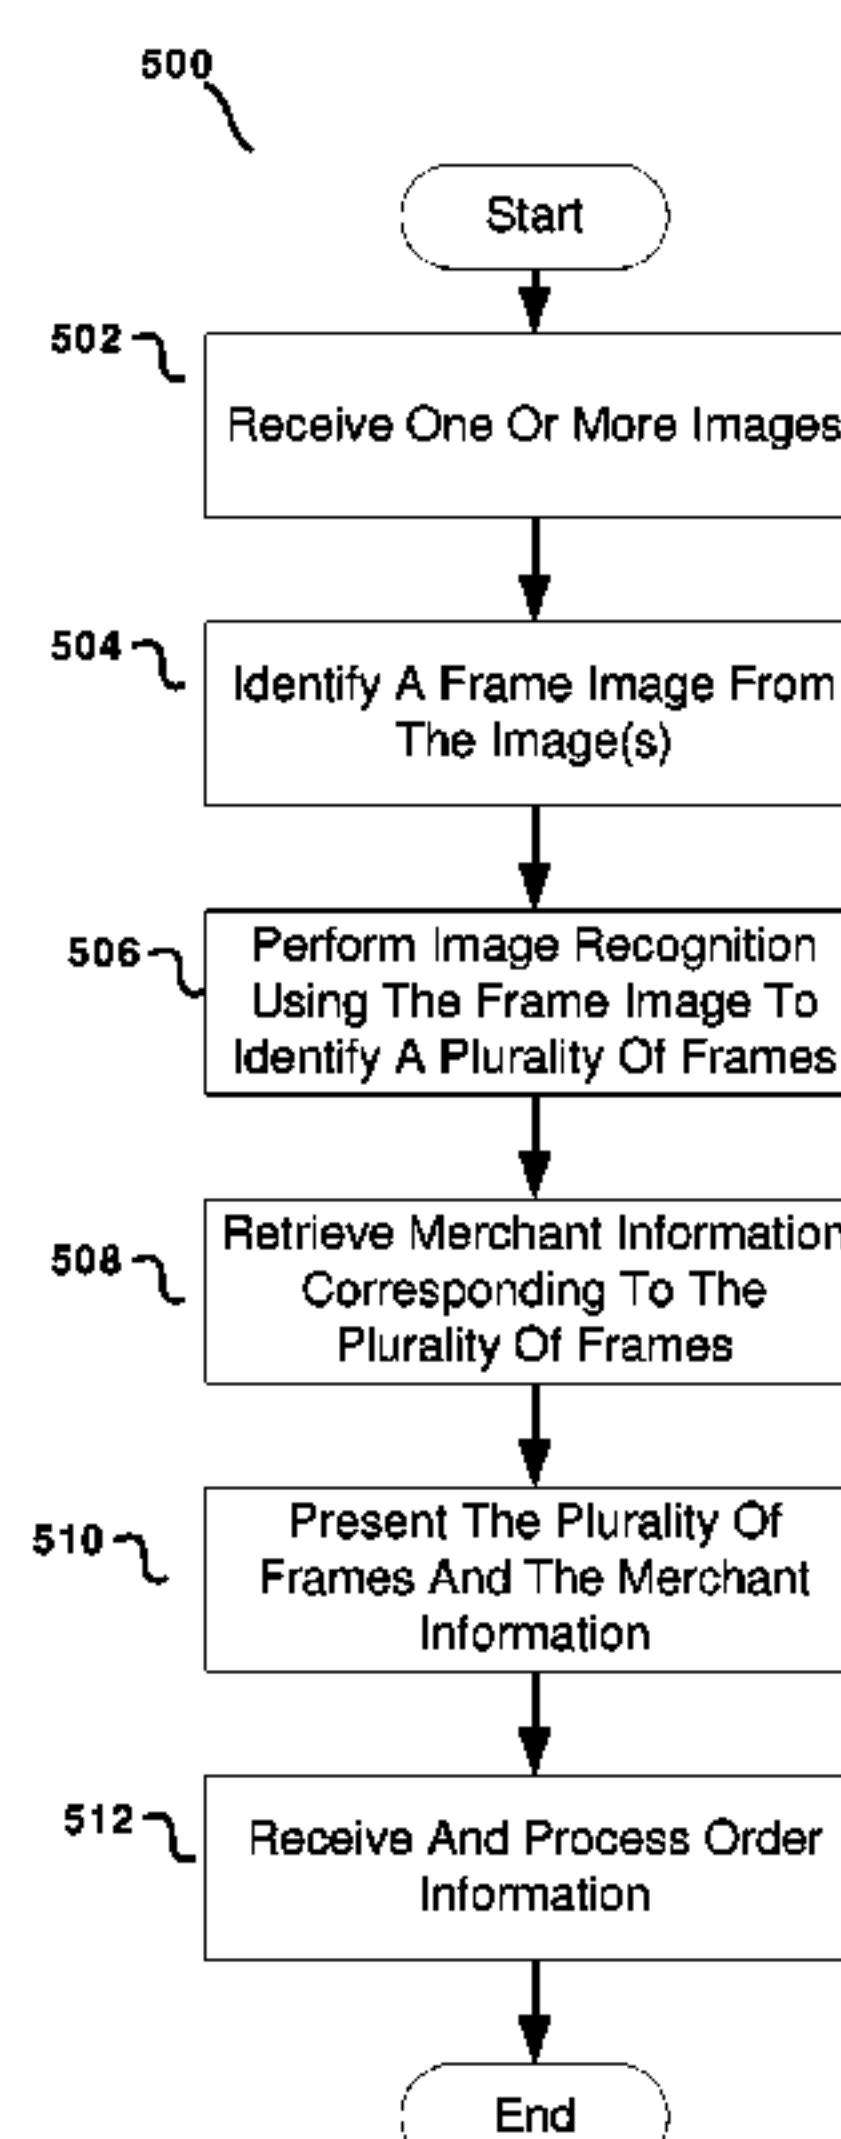 500
Start
502
Receive One Or More Images
504
Identify A Frame Image From
The Image(s)
506
Perform Image Recognition
Using The Frame Image To
Identify A Plurality Of Frames
508
Retrieve Merchant Information
Corresponding To The
Plurality Of Frames
510
Present The Plurality Of
Frames And The Merchant
Information
512
Receive And Process Order
Information
End